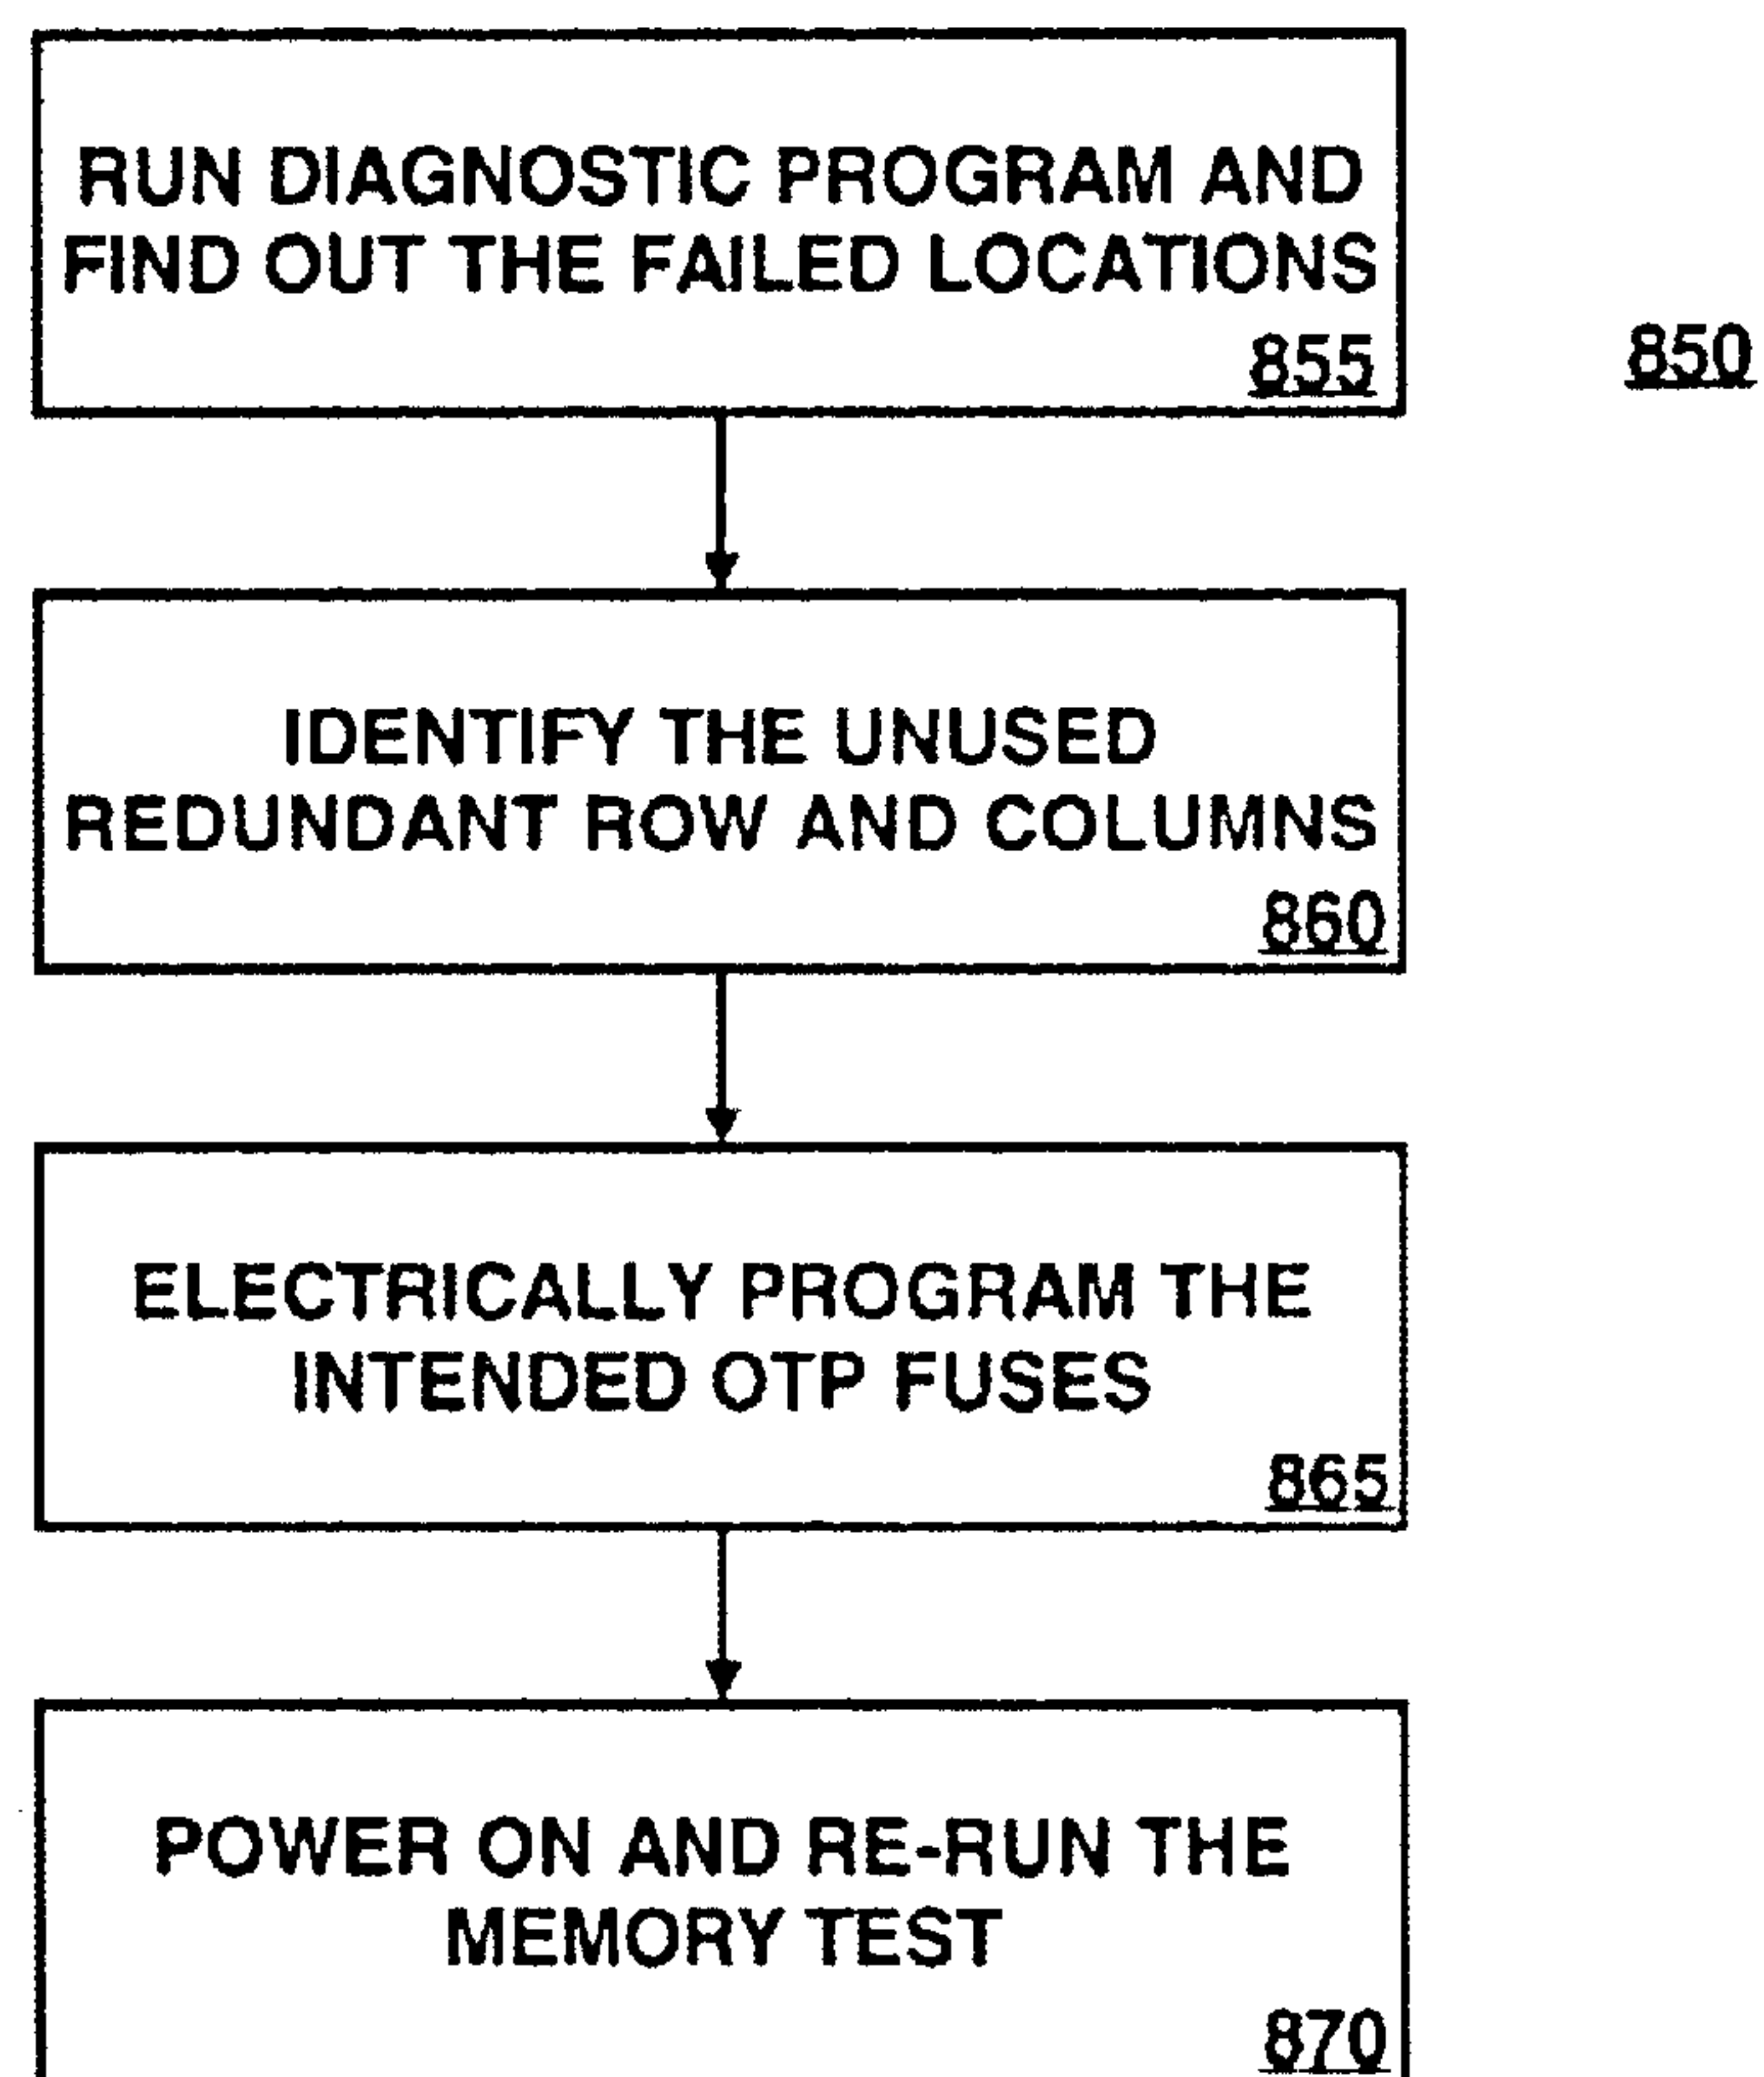 RUN DIAGNOSTIC PROGRAM AND
FIND OUT THE FAILED LOCATIONS
855
850
IDENTIFY THE UNUSED
REDUNDANT ROW AND COLUMNS
860
ELECTRICALLY PROGRAM THE
INTENDED OTP FUSES
865
POWER ON AND RE-RUN THE
MEMORY TEST
870